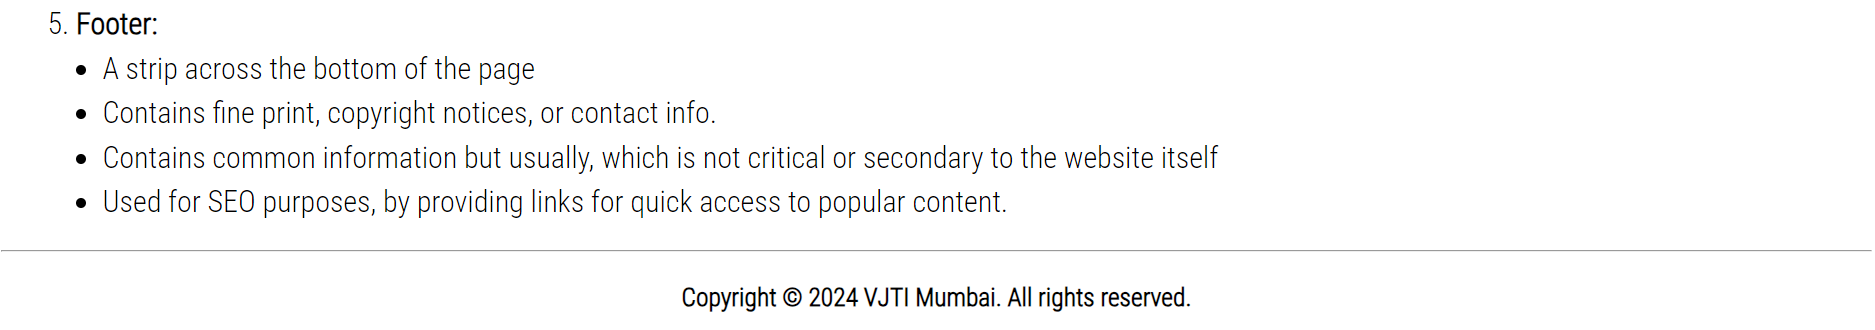 5. Footer:
• A strip across the bottom of the page
• Contains fine print, copyright notices, or contact info.
• Contains common information but usually, which is not critical or secondary to the website itself
• Used for SEO purposes, by providing links for quick access to popular content.
Copyright © 2024 VJTI Mumbai. All rights reserved.